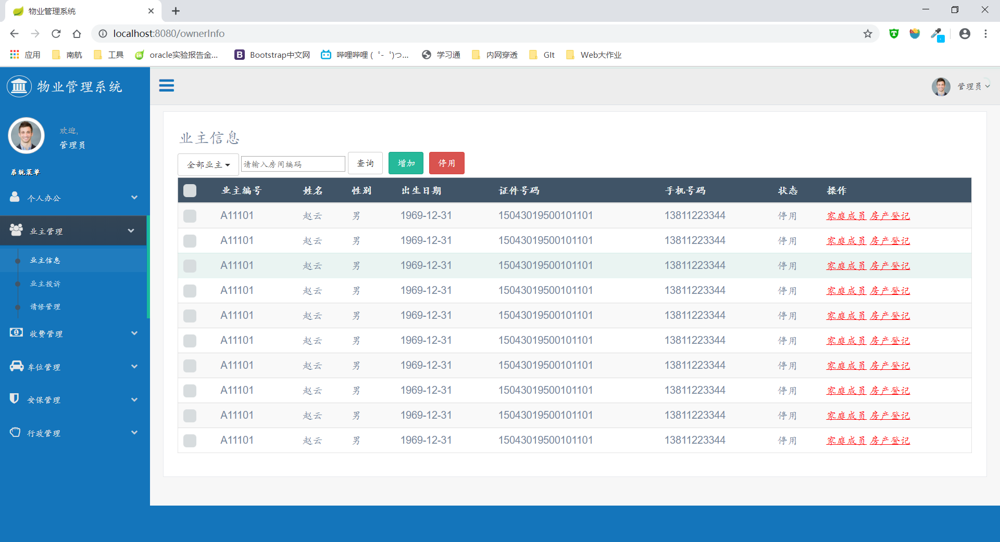 物业管理系统
localhost:8080/ownerInfo
应用 南航 工具 oracle实验报告金... Bootstrap中文网 哔哩哔哩 ( ゜- ゜)つ... 学习通 内网穿透 GIt Web大作业
物业管理系统
管理员
欢迎,
管理员
系统菜单
个人办公
业主管理
业主信息
业主投诉
请修管理
收费管理
车位管理
安保管理
行政管理
业主信息
全部业主 请输入房间编码 查询 增加 停用
业主编号 姓名 性别 出生日期 证件号码 手机号码 状态 操作
A11101 赵云 男 1969-12-31 15043019500101101 13811223344 停用 家庭成员 房产登记
A11101 赵云 男 1969-12-31 15043019500101101 13811223344 停用 家庭成员 房产登记
A11101 赵云 男 1969-12-31 15043019500101101 13811223344 停用 家庭成员 房产登记
A11101 赵云 男 1969-12-31 15043019500101101 13811223344 停用 家庭成员 房产登记
A11101 赵云 男 1969-12-31 15043019500101101 13811223344 停用 家庭成员 房产登记
A11101 赵云 男 1969-12-31 15043019500101101 13811223344 停用 家庭成员 房产登记
A11101 赵云 男 1969-12-31 15043019500101101 13811223344 停用 家庭成员 房产登记
A11101 赵云 男 1969-12-31 15043019500101101 13811223344 停用 家庭成员 房产登记
A11101 赵云 男 1969-12-31 15043019500101101 13811223344 停用 家庭成员 房产登记
A11101 赵云 男 1969-12-31 15043019500101101 13811223344 停用 家庭成员 房产登记